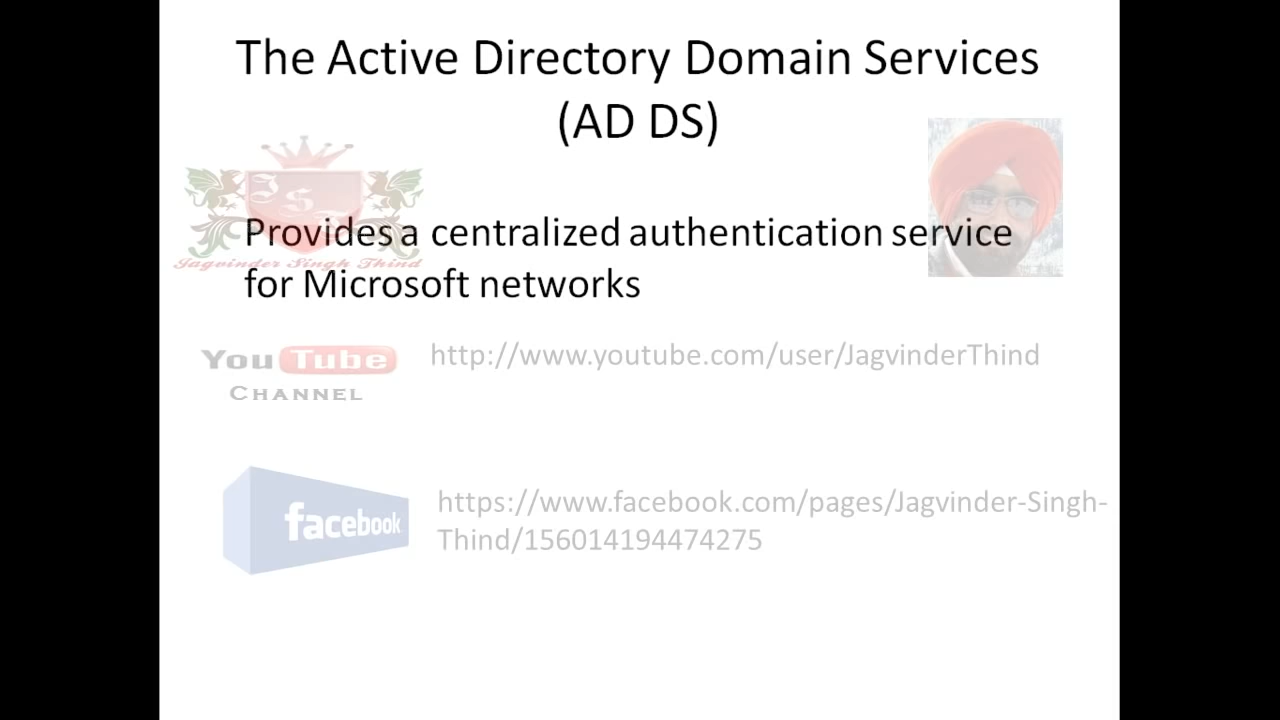 The Active Directory Domain Services
(AD DS)
JST
Jagvinder Singh Thind
Provides a centralized authentication service
for Microsoft networks
YouTube
CHANNEL
http://www.youtube.com/user/JagvinderThind
facebook
https://www.facebook.com/pages/Jagvinder-Singh-
Thind/156014194474275